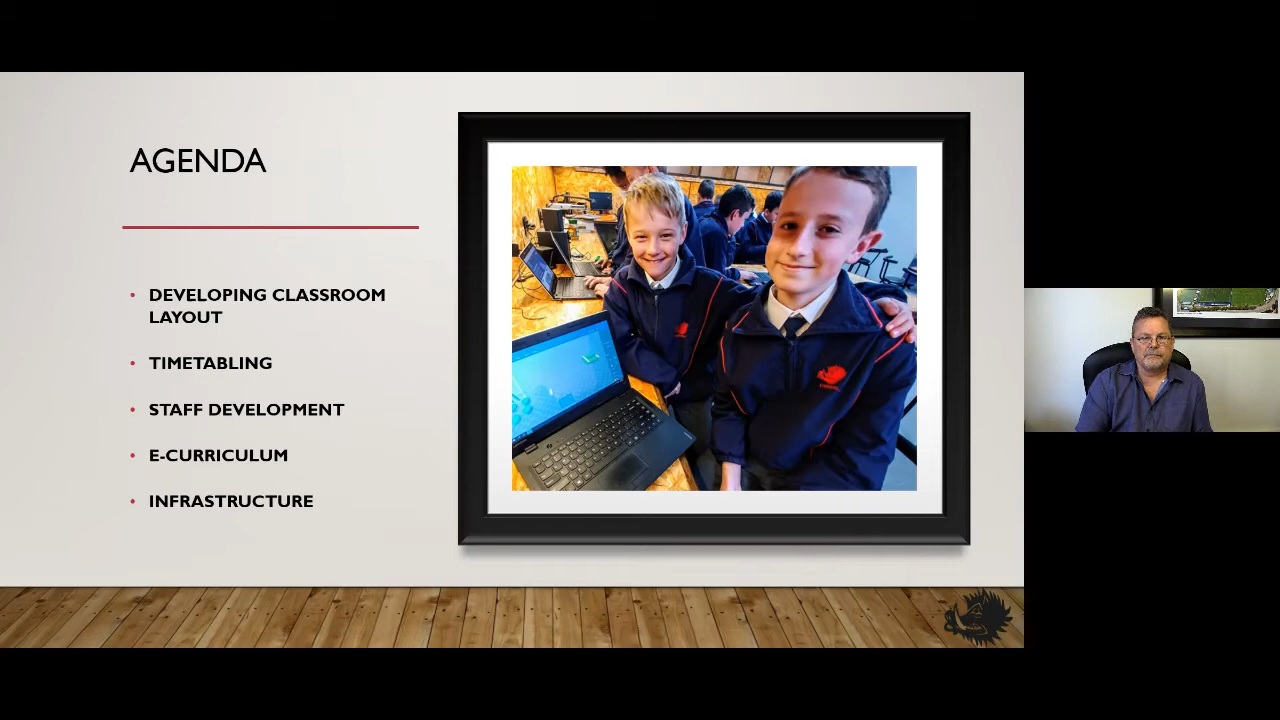 AGENDA
DEVELOPING CLASSROOM
LAYOUT
TIMETABLING
STAFF DEVELOPMENT
E-CURRICULUM
INFRASTRUCTURE